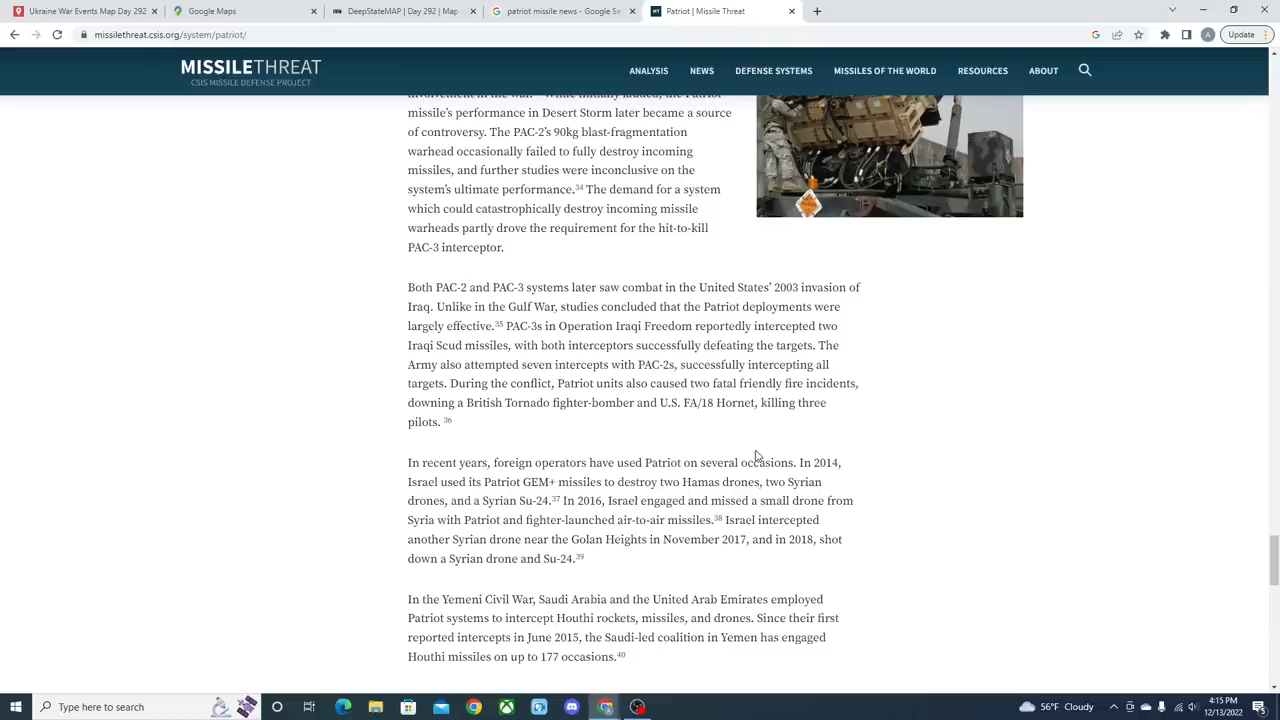 Ukraine War Events Map Day 292
Google Maps
DeepStateMAP | Day 292 | Map
patriot missile news - Google Se
Patriot | Missile Threat
missilethreat.csis.org/system/patriot/
A
Update
MISSILETHREAT
CSIS MISSILE DEFENSE PROJECT
ANALYSIS NEWS DEFENSE SYSTEMS MISSILES OF THE WORLD RESOURCES ABOUT
missile's performance in Desert Storm later became a source
of controversy. The PAC-2's 90kg blast-fragmentation
warhead occasionally failed to fully destroy incoming
missiles, and further studies were inconclusive on the
system's ultimate performance.34 The demand for a system
which could catastrophically destroy incoming missile
warheads partly drove the requirement for the hit-to-kill
PAC-3 interceptor.
Both PAC-2 and PAC-3 systems later saw combat in the United States' 2003 invasion of
Iraq. Unlike in the Gulf War, studies concluded that the Patriot deployments were
largely effective.35 PAC-3s in Operation Iraqi Freedom reportedly intercepted two
Iraqi Scud missiles, with both interceptors successfully defeating the targets. The
Army also attempted seven intercepts with PAC-2s, successfully intercepting all
targets. During the conflict, Patriot units also caused two fatal friendly fire incidents,
downing a British Tornado fighter-bomber and U.S. FA/18 Hornet, killing three
pilots. 36
In recent years, foreign operators have used Patriot on several occasions. In 2014,
Israel used its Patriot GEM+ missiles to destroy two Hamas drones, two Syrian
drones, and a Syrian Su-24.37 In 2016, Israel engaged and missed a small drone from
Syria with Patriot and fighter-launched air-to-air missiles.38 Israel intercepted
another Syrian drone near the Golan Heights in November 2017, and in 2018, shot
down a Syrian drone and Su-24.39
In the Yemeni Civil War, Saudi Arabia and the United Arab Emirates employed
Patriot systems to intercept Houthi rockets, missiles, and drones. Since their first
reported intercepts in June 2015, the Saudi-led coalition in Yemen has engaged
Houthi missiles on up to 177 occasions.40
Type here to search
56°F Cloudy
4:15 PM
12/13/2022